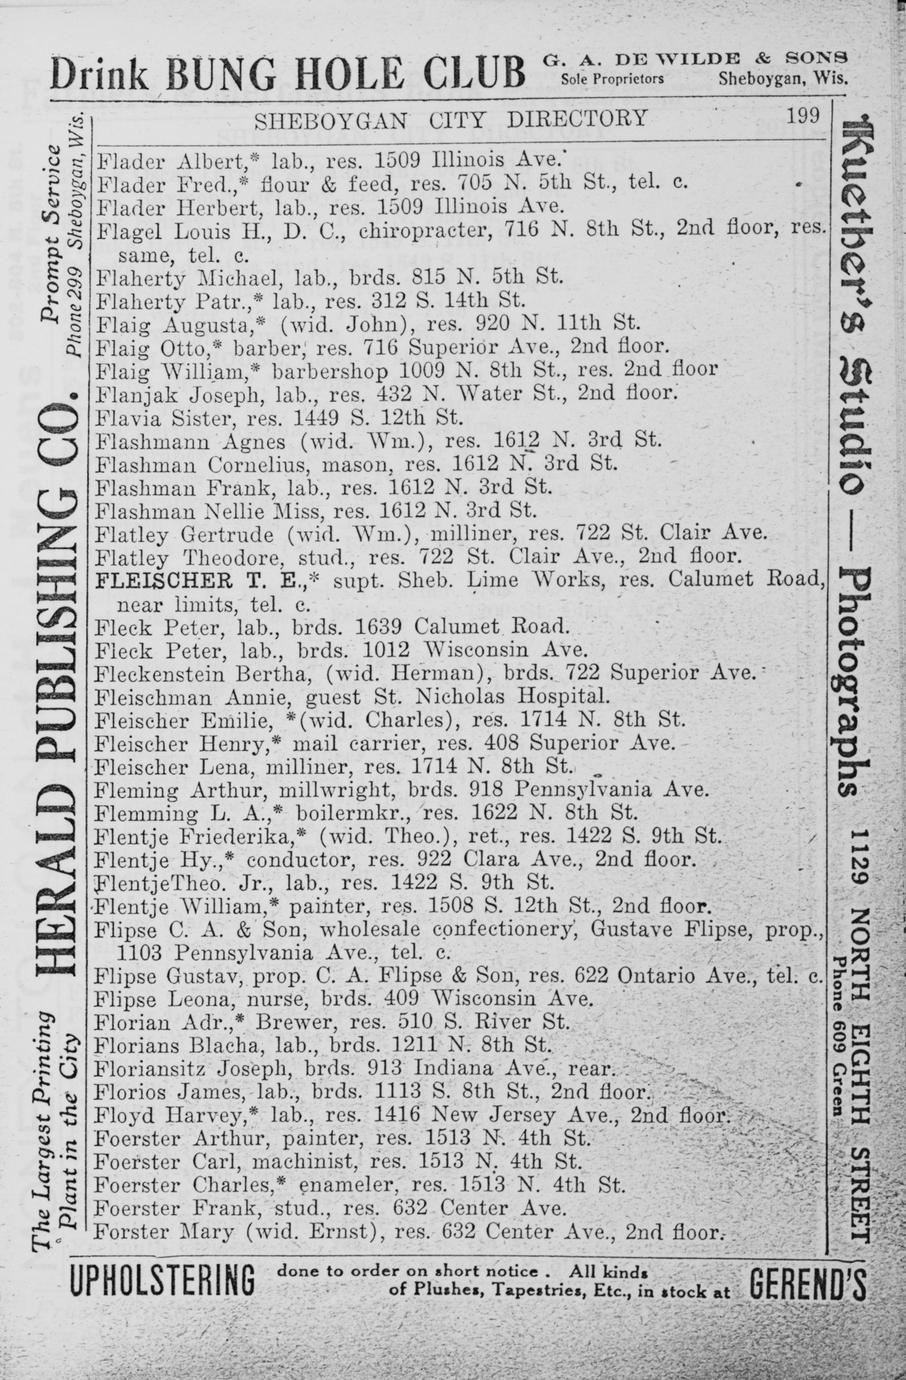 Drink BUNG HOLE CLUB G. A. DE WILDE & SONS
Sole Proprietors Sheboygan, Wis.
SHEBOYGAN CITY DIRECTORY 199
Flader Albert,* lab., res. 1509 Illinois Ave.
Flader Fred.,* flour & feed, res. 705 N. 5th St., tel. c.
Flader Herbert, lab., res. 1509 Illinois Ave.
Flagel Louis H., D. C., chiropracter, 716 N. 8th St., 2nd floor, res.
same, tel. c.
Flaherty Michael, lab., brds. 815 N. 5th St.
Flaherty Patr.,* lab., res. 312 S. 14th St.
Flaig Augusta,* (wid. John), res. 920 N. 11th St.
Flaig Otto,* barber, res. 716 Superior Ave., 2nd floor.
Flaig William,* barbershop 1009 N. 8th St., res. 2nd floor
Flanjak Joseph, lab., res. 432 N. Water St., 2nd floor.
Flavia Sister, res. 1449 S. 12th St.
Flashmann Agnes (wid. Wm.), res. 1612 N. 3rd St.
Flashman Cornelius, mason, res. 1612 N. 3rd St.
Flashman Frank, lab., res. 1612 N. 3rd St.
Flashman Nellie Miss, res. 1612 N. 3rd St.
Flatley Gertrude (wid. Wm.), milliner, res. 722 St. Clair Ave.
Flatley Theodore, stud., res. 722 St. Clair Ave., 2nd floor.
FLEISCHER T. E.,* supt. Sheb. Lime Works, res. Calumet Road,
near limits, tel. c.
Fleck Peter, lab., brds. 1639 Calumet Road.
Fleck Peter, lab., brds. 1012 Wisconsin Ave.
Fleckenstein Bertha, (wid. Herman), brds. 722 Superior Ave.
Fleischman Annie, guest St. Nicholas Hospital.
Fleischer Emilie, *(wid. Charles), res. 1714 N. 8th St.
Fleischer Henry,* mail carrier, res. 408 Superior Ave.
Fleischer Lena, milliner, res. 1714 N. 8th St.
Fleming Arthur, millwright, brds. 918 Pennsylvania Ave.
Flemming L. A.,* boilermkr., res. 1622 N. 8th St.
Flentje Friederika,* (wid. Theo.), ret., res. 1422 S. 9th St.
Flentje Hy.,* conductor, res. 922 Clara Ave., 2nd floor.
FlentjeTheo. Jr., lab., res. 1422 S. 9th St.
Flentje William,* painter, res. 1508 S. 12th St., 2nd floor.
Flipse C. A. & Son, wholesale confectionery, Gustave Flipse, prop.,
1103 Pennsylvania Ave., tel. c.
Flipse Gustav, prop. C. A. Flipse & Son, res. 622 Ontario Ave., tel. c.
Flipse Leona, nurse, brds. 409 Wisconsin Ave.
Florian Adr.,* Brewer, res. 510 S. River St.
Florians Blacha, lab., brds. 1211 N. 8th St.
Floriansitz Joseph, brds. 913 Indiana Ave., rear.
Florios James, lab., brds. 1113 S. 8th St., 2nd floor.
Floyd Harvey,* lab., res. 1416 New Jersey Ave., 2nd floor.
Foerster Arthur, painter, res. 1513 N. 4th St.
Foerster Carl, machinist, res. 1513 N. 4th St.
Foerster Charles,* enameler, res. 1513 N. 4th St.
Foerster Frank, stud., res. 632 Center Ave.
Forster Mary (wid. Ernst), res. 632 Center Ave., 2nd floor.
The Largest Printing
Plant in the City
HERALD PUBLISHING CO.
Prompt Service
Phone 299 Sheboygan, Wis.
Kuether's Studio — Photographs 1129 NORTH EIGHTH STREET
Phone 609 Green
UPHOLSTERING done to order on short notice . All kinds
of Plushes, Tapestries, Etc., in stock at GEREND'S